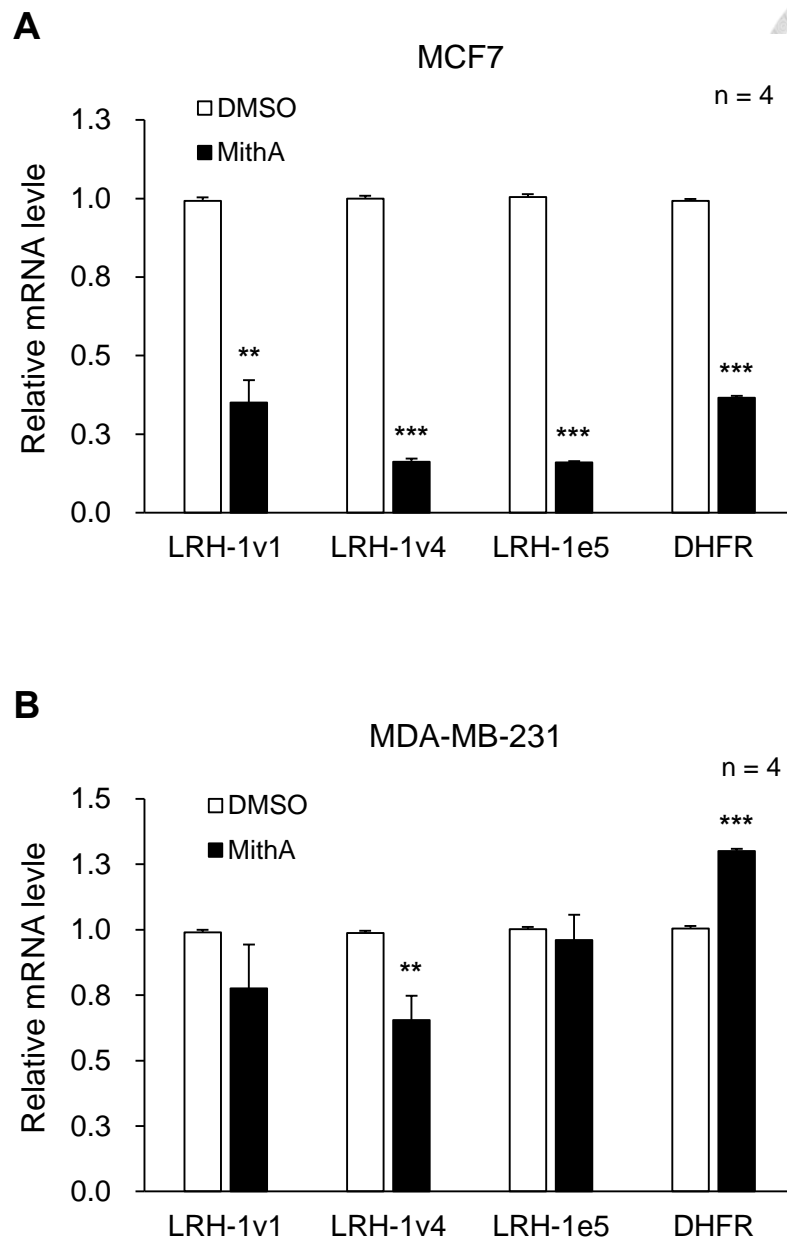 A
MCF7
n = 4
DMSO
MithA
Relative mRNA levle
1.3
1.0
0.8
0.5
0.3
0.0
**
***
***
***
LRH-1v1 LRH-1v4 LRH-1e5 DHFR
B
MDA-MB-231
n = 4
DMSO
MithA
Relative mRNA levle
1.5
1.3
1.0
0.8
0.5
0.3
0.0
**
***
LRH-1v1 LRH-1v4 LRH-1e5 DHFR